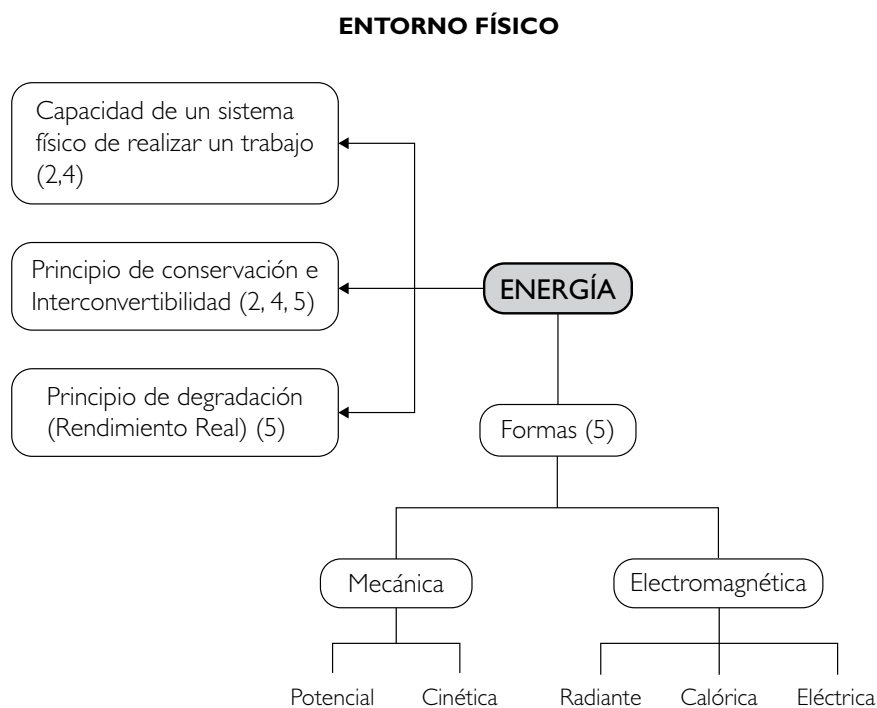 ENTORNO FÍSICO
Capacidad de un sistema
físico de realizar un trabajo
(2,4)
Principio de conservación e
Interconvertibilidad (2, 4, 5)
ENERGÍA
Principio de degradación
(Rendimiento Real) (5)
Formas (5)
Mecánica
Electromagnética
Potencial
Cinética
Radiante
Calórica
Eléctrica